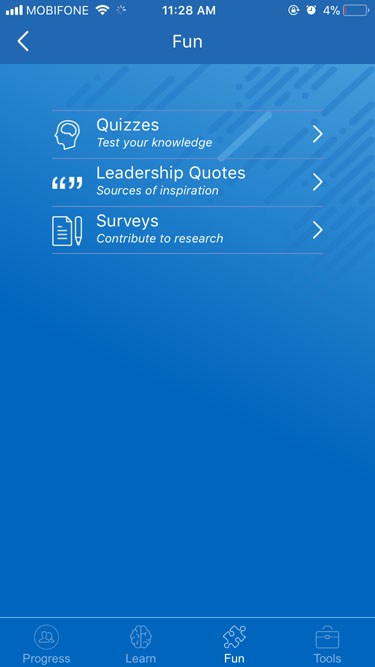 MOBIFONE 11:28 AM 4%
Fun
Quizzes
Test your knowledge
Leadership Quotes
Sources of inspiration
Surveys
Contribute to research
Progress Learn Fun Tools